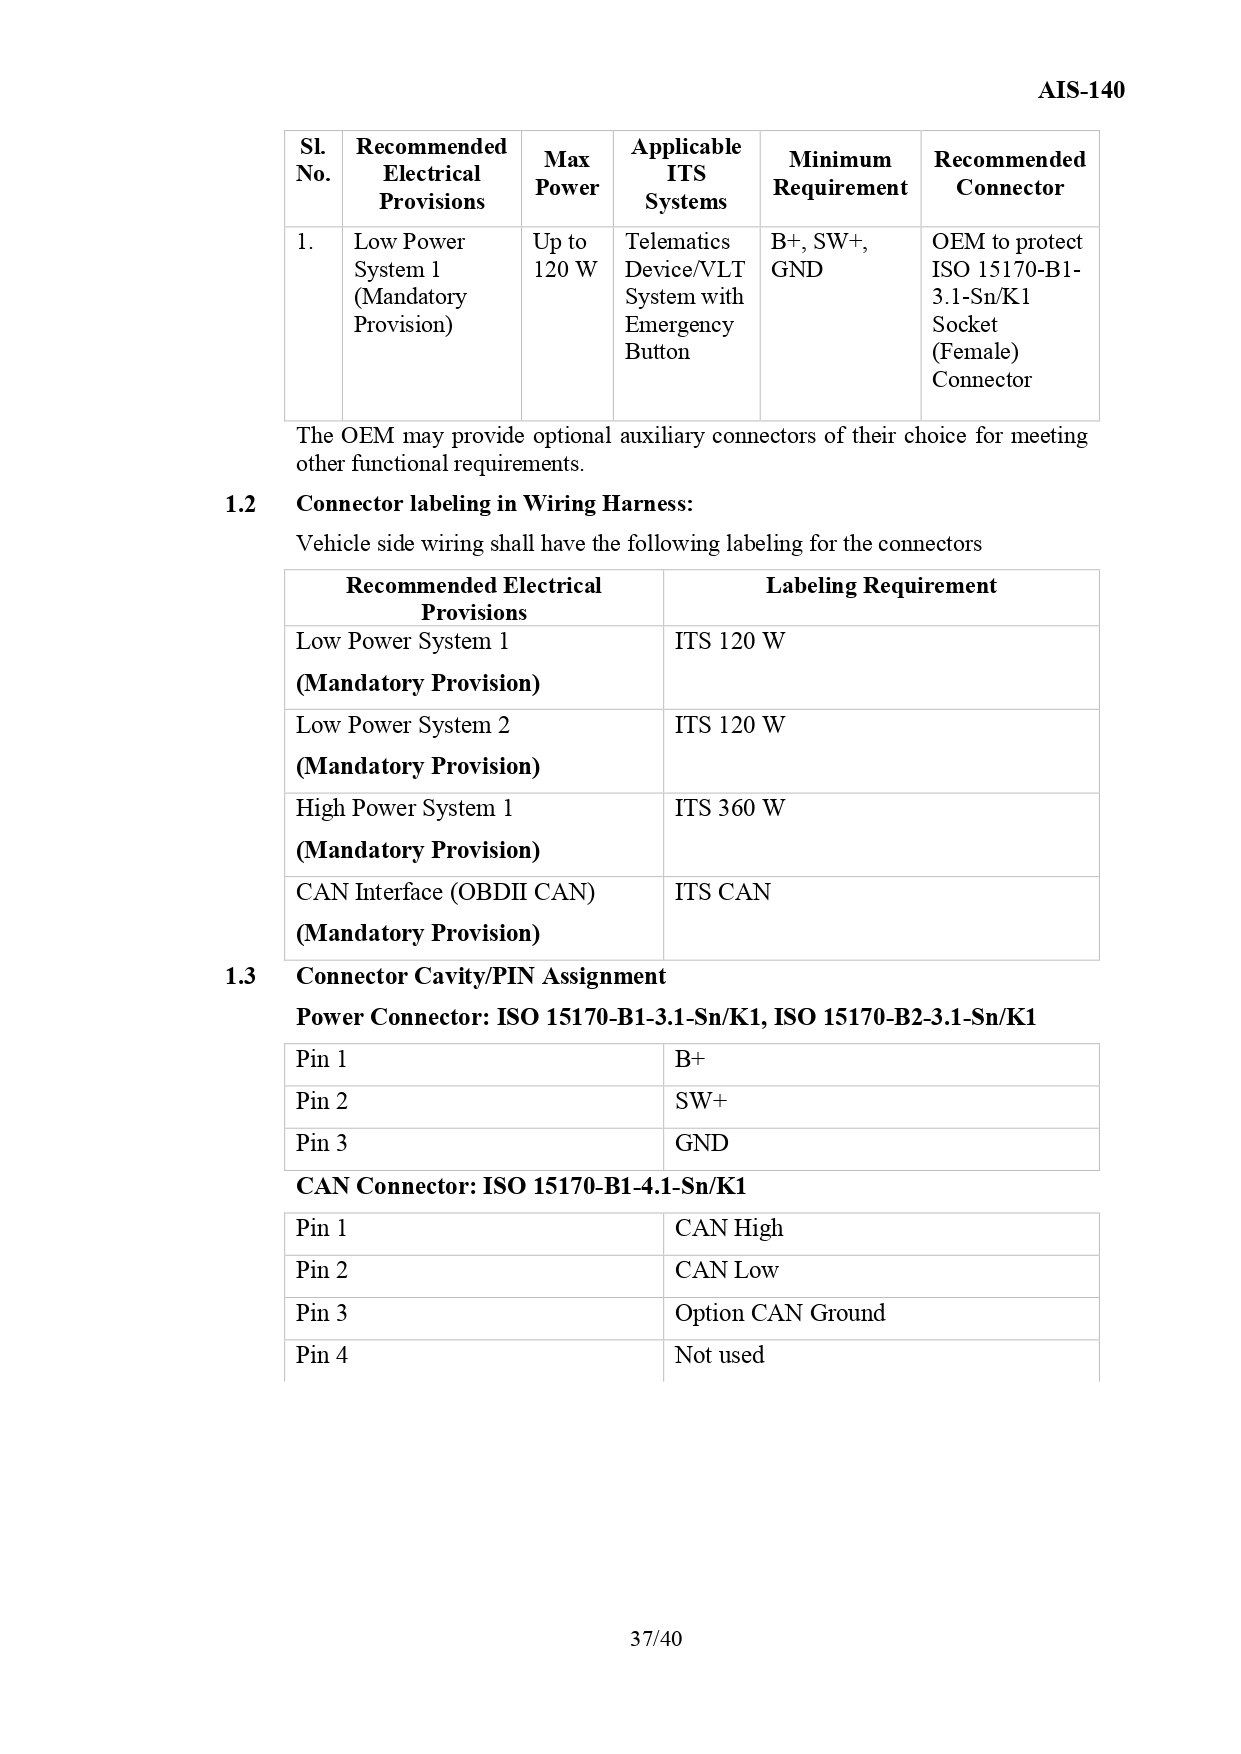 AIS-140
Sl. No.
Recommended Electrical Provisions
Max Power
Applicable ITS Systems
Minimum Requirement
Recommended Connector
1.
Low Power System 1 (Mandatory Provision)
Up to 120 W
Telematics Device/VLT System with Emergency Button
B+, SW+, GND
OEM to protect ISO 15170-B1-3.1-Sn/K1 Socket (Female) Connector
The OEM may provide optional auxiliary connectors of their choice for meeting
other functional requirements.
1.2 Connector labeling in Wiring Harness:
Vehicle side wiring shall have the following labeling for the connectors
Recommended Electrical Provisions
Labeling Requirement
Low Power System 1 ITS 120 W
(Mandatory Provision)
Low Power System 2 ITS 120 W
(Mandatory Provision)
High Power System 1 ITS 360 W
(Mandatory Provision)
CAN Interface (OBDII CAN) ITS CAN
(Mandatory Provision)
1.3 Connector Cavity/PIN Assignment
Power Connector: ISO 15170-B1-3.1-Sn/K1, ISO 15170-B2-3.1-Sn/K1
Pin 1 B+
Pin 2 SW+
Pin 3 GND
CAN Connector: ISO 15170-B1-4.1-Sn/K1
Pin 1 CAN High
Pin 2 CAN Low
Pin 3 Option CAN Ground
Pin 4 Not used
37/40